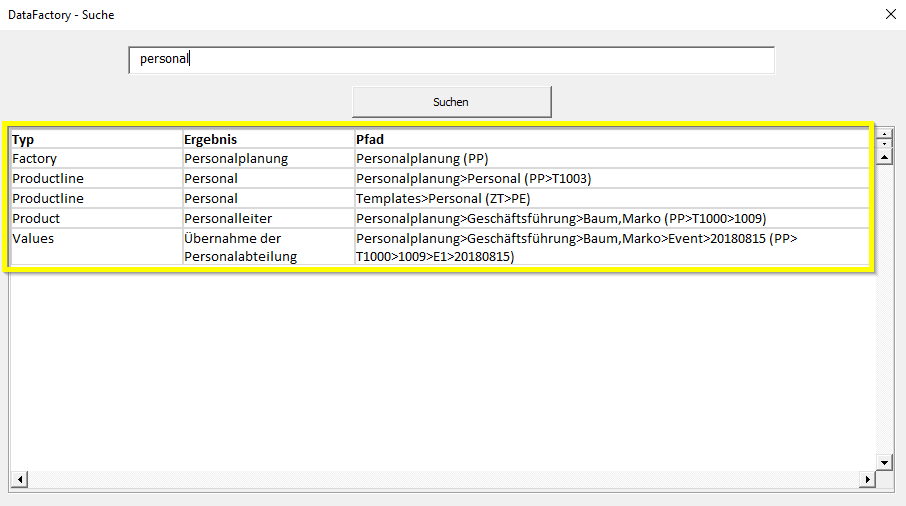 DataFactory - Suche
personal
Suchen
Typ Ergebnis Pfad
Factory Personalplanung Personalplanung (PP)
Productline Personal Personalplanung>Personal (PP>T1003)
Productline Personal Templates>Personal (ZT>PE)
Product Personalleiter Personalplanung>Geschäftsführung>Baum,Marko (PP>T1000>1009)
Values Übernahme der Personalplanung>Geschäftsführung>Baum,Marko>Event>20180815 (PP>
Personalabteilung T1000>1009>E1>20180815)